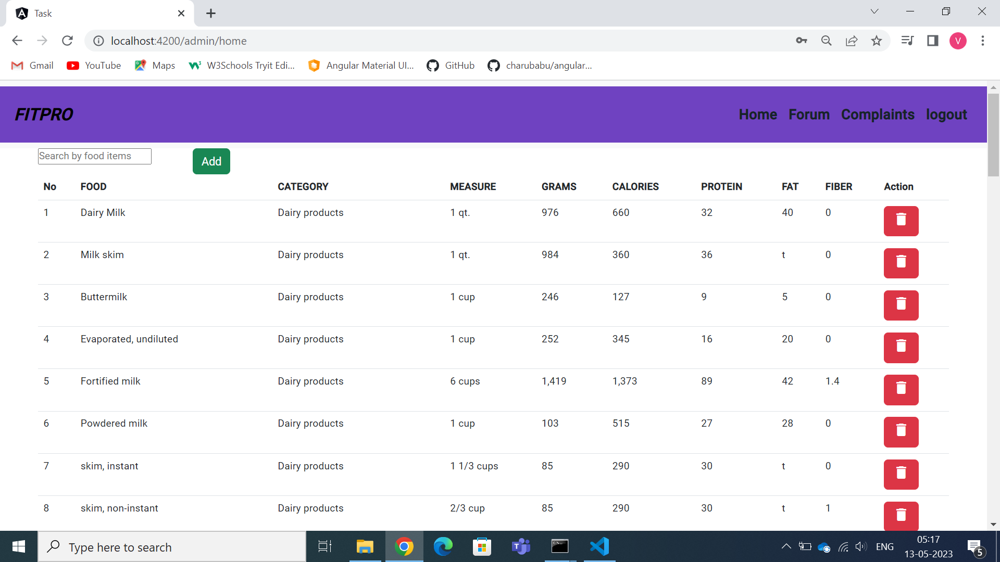 Task
localhost:4200/admin/home
V
Gmail YouTube Maps W3Schools Tryit Edi... Angular Material UI... GitHub charubabu/angular...
FITPRO Home Forum Complaints logout
Search by food items Add
No FOOD CATEGORY MEASURE GRAMS CALORIES PROTEIN FAT FIBER Action
1 Dairy Milk Dairy products 1 qt. 976 660 32 40 0
2 Milk skim Dairy products 1 qt. 984 360 36 t 0
3 Buttermilk Dairy products 1 cup 246 127 9 5 0
4 Evaporated, undiluted Dairy products 1 cup 252 345 16 20 0
5 Fortified milk Dairy products 6 cups 1,419 1,373 89 42 1.4
6 Powdered milk Dairy products 1 cup 103 515 27 28 0
7 skim, instant Dairy products 1 1/3 cups 85 290 30 t 0
8 skim, non-instant Dairy products 2/3 cup 85 290 30 t 1
Type here to search ENG 05:17
13-05-2023 5